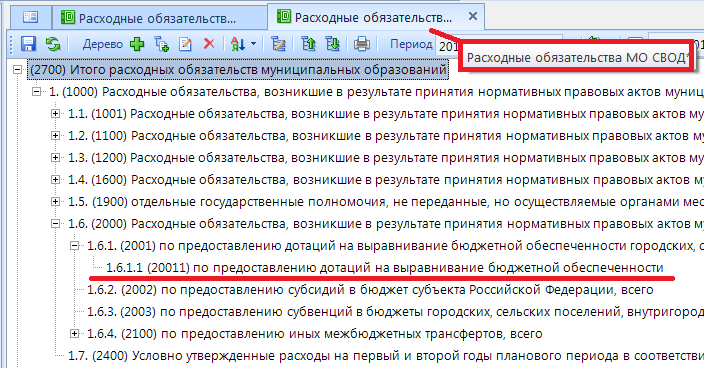 Расходные обязательств...
Расходные обязательств...
Дерево
Период
201
Расходные обязательства МО СВОД*
(2700) Итого расходных обязательств муниципальных образований
1. (1000) Расходные обязательства, возникшие в результате принятия нормативных правовых актов муниц
1.1. (1001) Расходные обязательства, возникшие в результате принятия нормативных правовых актов му
1.2. (1100) Расходные обязательства, возникшие в результате принятия нормативных правовых актов му
1.3. (1200) Расходные обязательства, возникшие в результате принятия нормативных правовых актов му
1.4. (1600) Расходные обязательства, возникшие в результате принятия нормативных правовых актов му
1.5. (1900) отдельные государственные полномочия, не переданные, но осуществляемые органами мес
1.6. (2000) Расходные обязательства, возникшие в результате принятия нормативных правовых актов му
1.6.1. (2001) по предоставлению дотаций на выравнивание бюджетной обеспеченности городских, с
1.6.1.1 (20011) по предоставлению дотаций на выравнивание бюджетной обеспеченности
1.6.2. (2002) по предоставлению субсидий в бюджет субъекта Российской Федерации, всего
1.6.3. (2003) по предоставлению субвенций в бюджеты городских, сельских поселений, внутригород
1.6.4. (2100) по предоставлению иных межбюджетных трансфертов, всего
1.7. (2400) Условно утвержденные расходы на первый и второй годы планового периода в соответстви